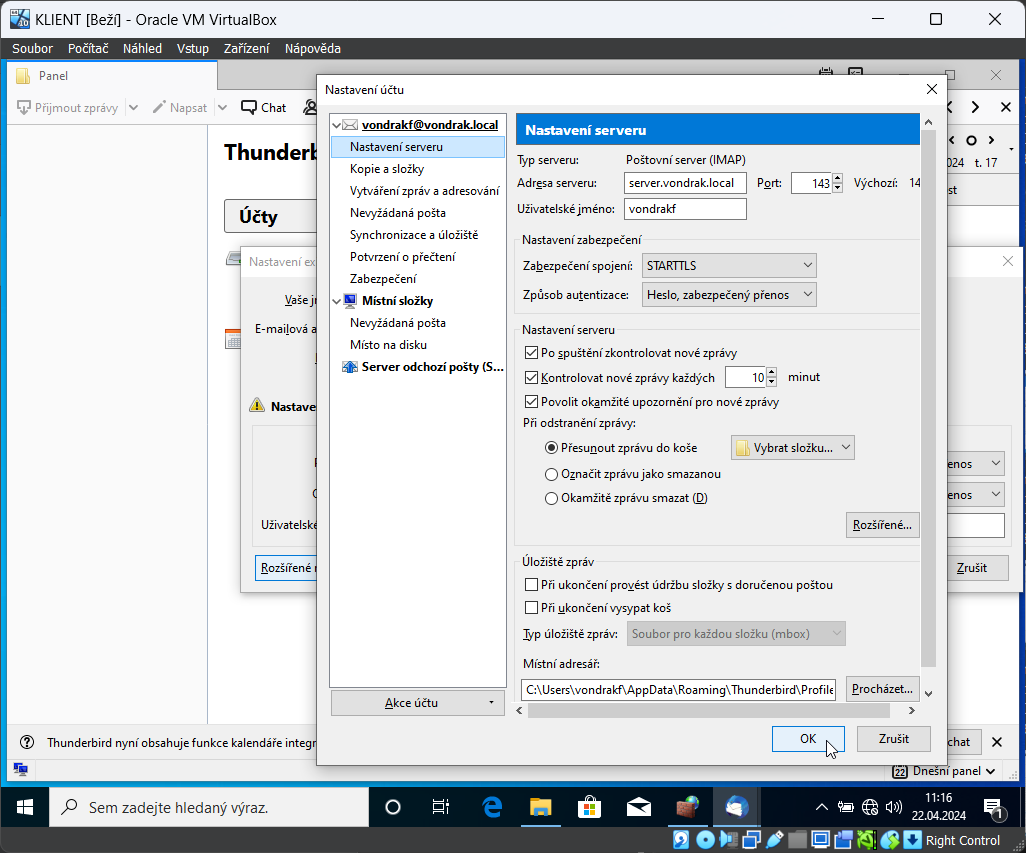 KLIENT [Beží] - Oracle VM VirtualBox
Soubor Počítač Náhled Vstup Zařízení Nápověda
Panel
Přijmout zprávy Napsat Chat
Thunderb
Účty
Nastavení ex
Vaše j
E-mailová a
Nastave
Uživatelské
Rozšířené
Nastavení účtu
vondrakf@vondrak.local
Nastavení serveru
Kopie a složky
Vytváření zpráv a adresování
Nevyžádaná pošta
Synchronizace a úložiště
Potvrzení o přečtení
Zabezpečení
Místní složky
Nevyžádaná pošta
Místo na disku
Server odchozí pošty (S...
Akce účtu
Nastavení serveru
Typ serveru: Poštovní server (IMAP)
Adresa serveru: server.vondrak.local Port: 143 Výchozí: 14
Uživatelské jméno: vondrakf
Nastavení zabezpečení
Zabezpečení spojení: STARTTLS
Způsob autentizace: Heslo, zabezpečený přenos
Nastavení serveru
Po spuštění zkontrolovat nové zprávy
Kontrolovat nové zprávy každých 10 minut
Povolit okamžité upozornění pro nové zprávy
Při odstranění zprávy:
Přesunout zprávu do koše Vybrat složku...
Označit zprávu jako smazanou
Okamžitě zprávu smazat (D)
Rozšířené...
Úložiště zpráv
Při ukončení provést údržbu složky s doručenou poštou
Při ukončení vysypat koš
Typ úložiště zpráv: Soubor pro každou složku (mbox)
Místní adresář:
C:\Users\vondrakf\AppData\Roaming\Thunderbird\Profile Procházet...
OK Zrušit
024 t. 17
st
enos
enos
Zrušit
Thunderbird nyní obsahuje funkce kalendáře integr
chat
22 Dnešní panel
Sem zadejte hledaný výraz.
11:16
22.04.2024
1
Right Control